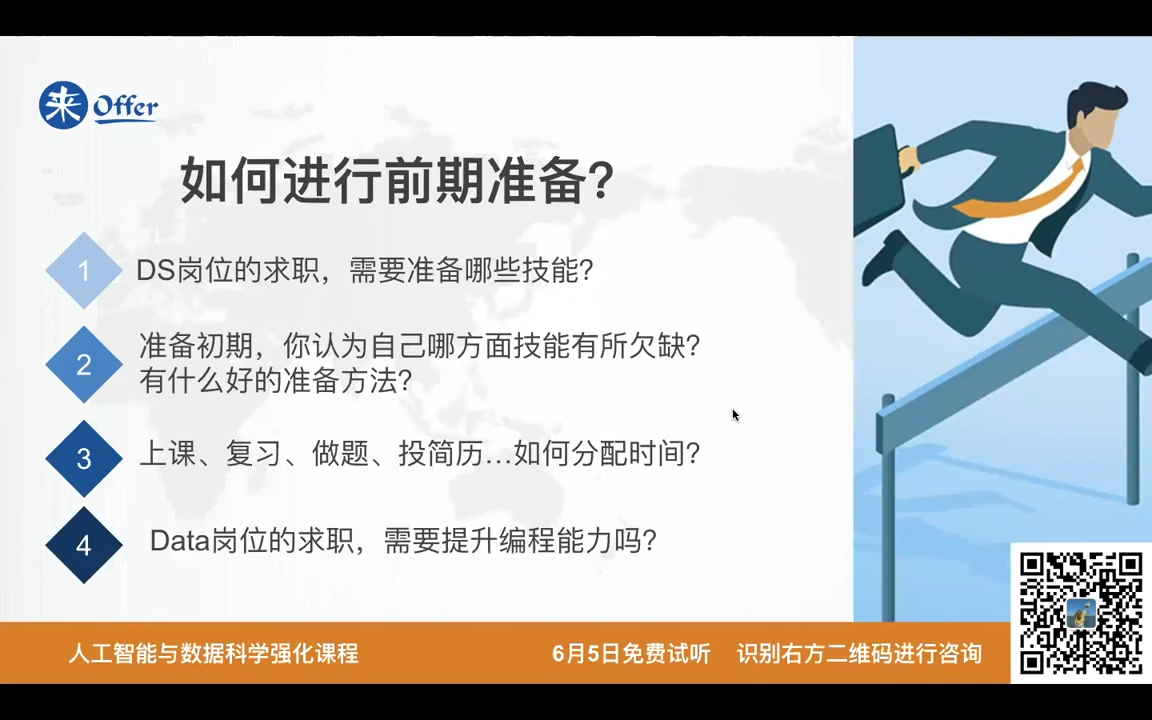 来 Offer
如何进行前期准备?
1 DS岗位的求职，需要准备哪些技能?
2 准备初期，你认为自己哪方面技能有所欠缺?
有什么好的准备方法?
3 上课、复习、做题、投简历...如何分配时间?
4 Data岗位的求职，需要提升编程能力吗?
人工智能与数据科学强化课程 6月5日免费试听 识别右方二维码进行咨询